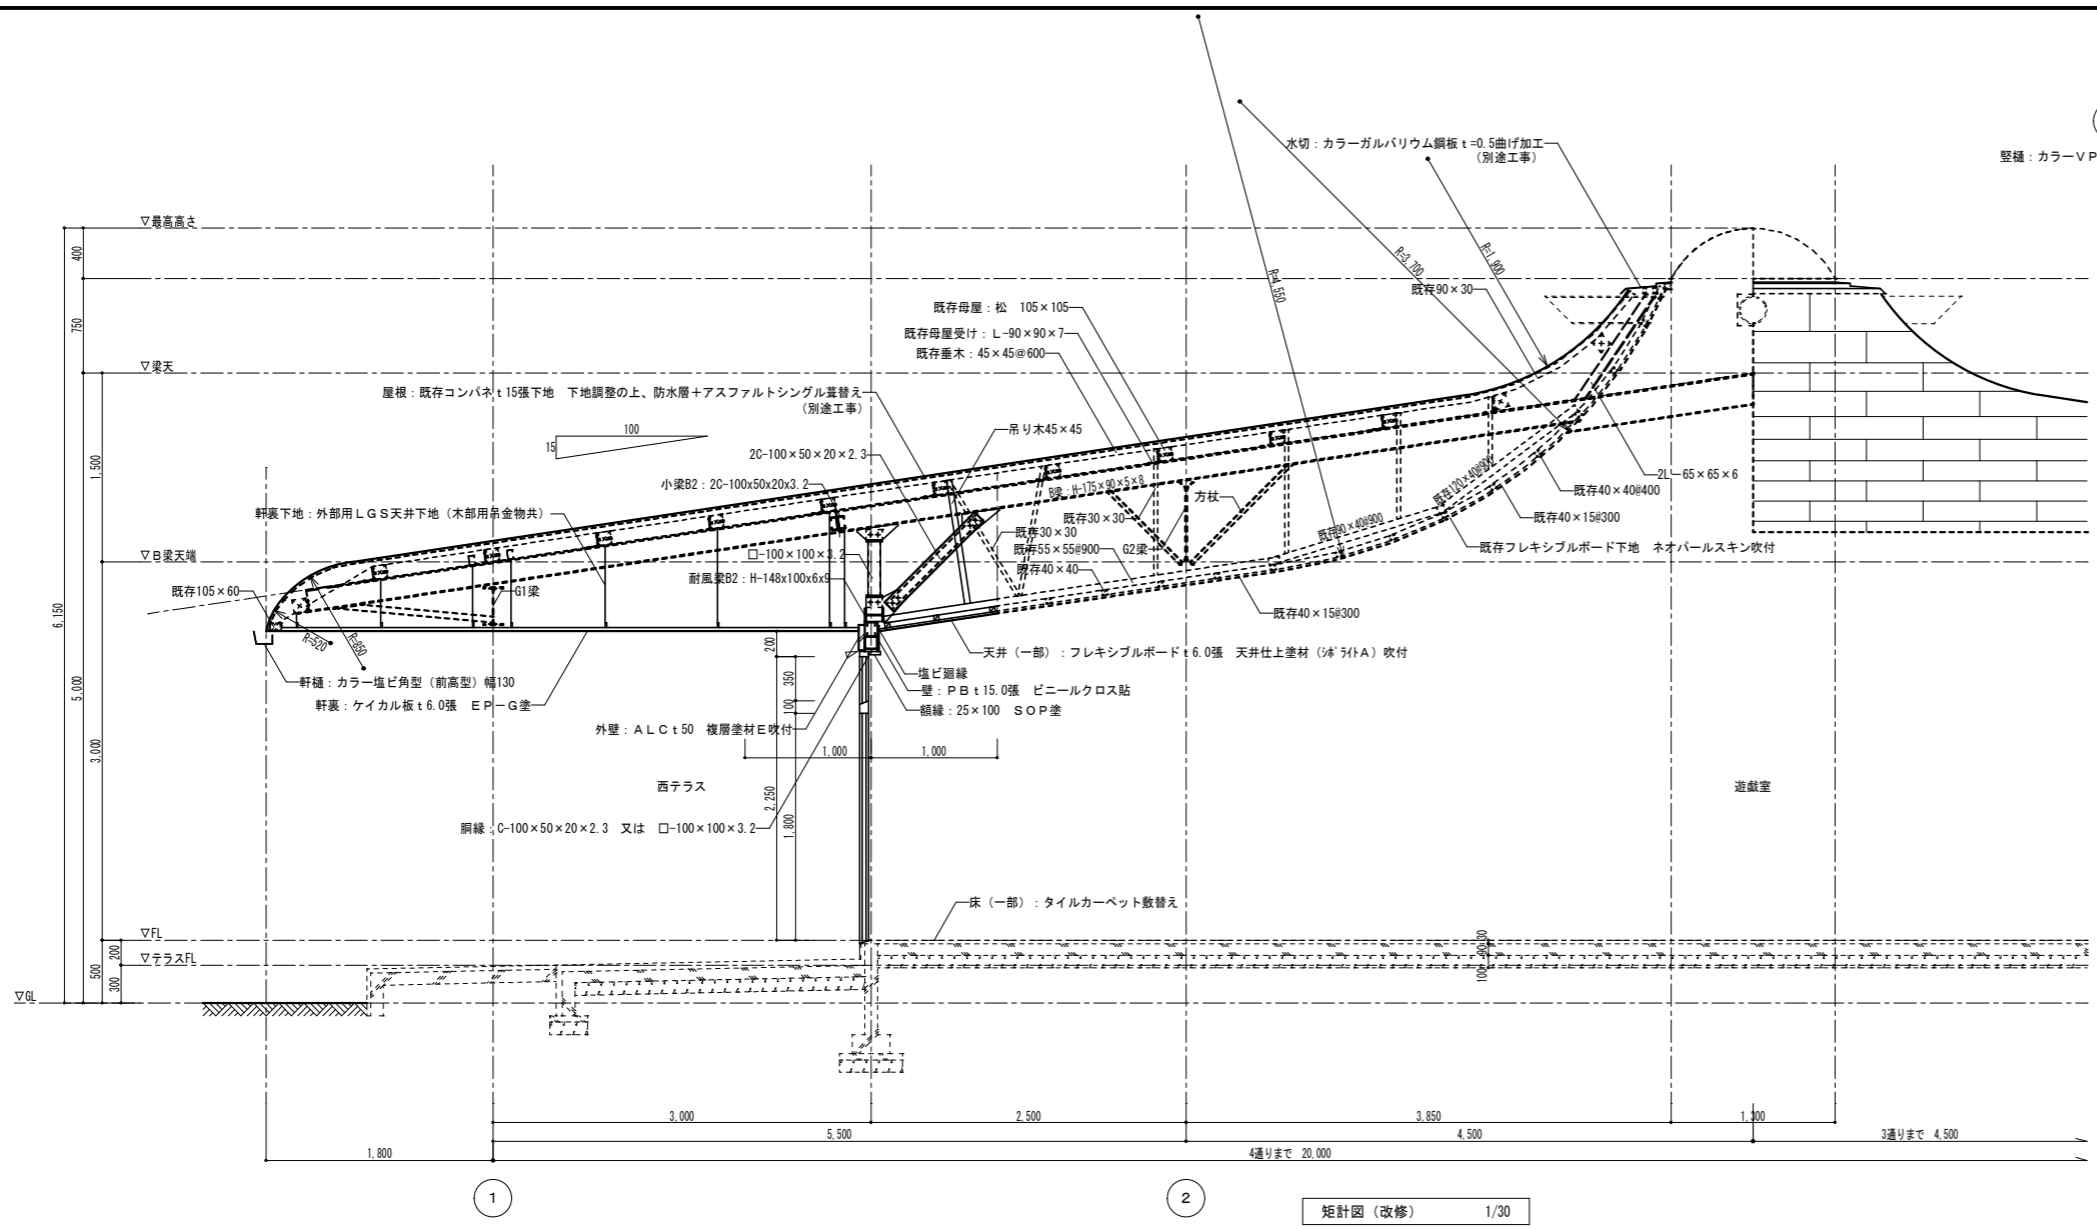 水切：カラーガルバリウム鋼板ｔ=0.5曲げ加工
（別途工事）
竪樋：カラーＶＰ
▽最高高さ
400
R=1,900
R=3,700
R=4,550
既存90×30
既存母屋：松　105×105
750
既存母屋受け：Ｌ-90×90×7
既存垂木：45×45@600
▽梁天
屋根：既存コンパネｔ15張下地　下地調整の上、防水層＋アスファルトシングル葺替え
（別途工事）
100
15
吊り木45×45
2C-100×50×20×2.3
1,500
小梁B2：2C-100x50x20x3.2
B梁：H-175×90×5×8
方杖
既存120×40@900
2L-65×65×6
既存40×40@400
軒裏下地：外部用ＬＧＳ天井下地（木部用吊金物共）
既存30×30
既存40×15@300
既存30×30
既存90×40@900
▽Ｂ梁天端
□-100×100×3.2
既存55×55@900
G2梁
既存フレキシブルボード下地　ネオパールスキン吹付
耐風梁B2：H-148x100x6x9
既存40×40
既存105×60
G1梁
既存40×15@300
6,150
R=520
R=850
200
天井（一部）：フレキシブルボードｔ6.0張　天井仕上塗材（ｼﾎﾟﾗｲﾄＡ）吹付
塩ビ廻縁
軒樋：カラー塩ビ角型（前高型）幅130
350
壁：ＰＢｔ15.0張　ビニールクロス貼
5,000
軒裏：ケイカル板ｔ6.0張　ＥＰ－Ｇ塗
100
額縁：25×100　ＳＯＰ塗
外壁：ＡＬＣｔ50　複層塗材Ｅ吹付
3,000
1,000
1,000
西テラス
遊戯室
2,250
1,800
胴縁：C-100×50×20×2.3　又は　□-100×100×3.2
床（一部）：タイルカーペット敷替え
▽FL
200
30
90
100
▽テラスFL
500
300
▽GL
3,000
2,500
3,850
1,300
5,500
4,500
3通りまで　4,500
1,800
4通りまで　20,000
1
2
矩計図（改修）　1/30